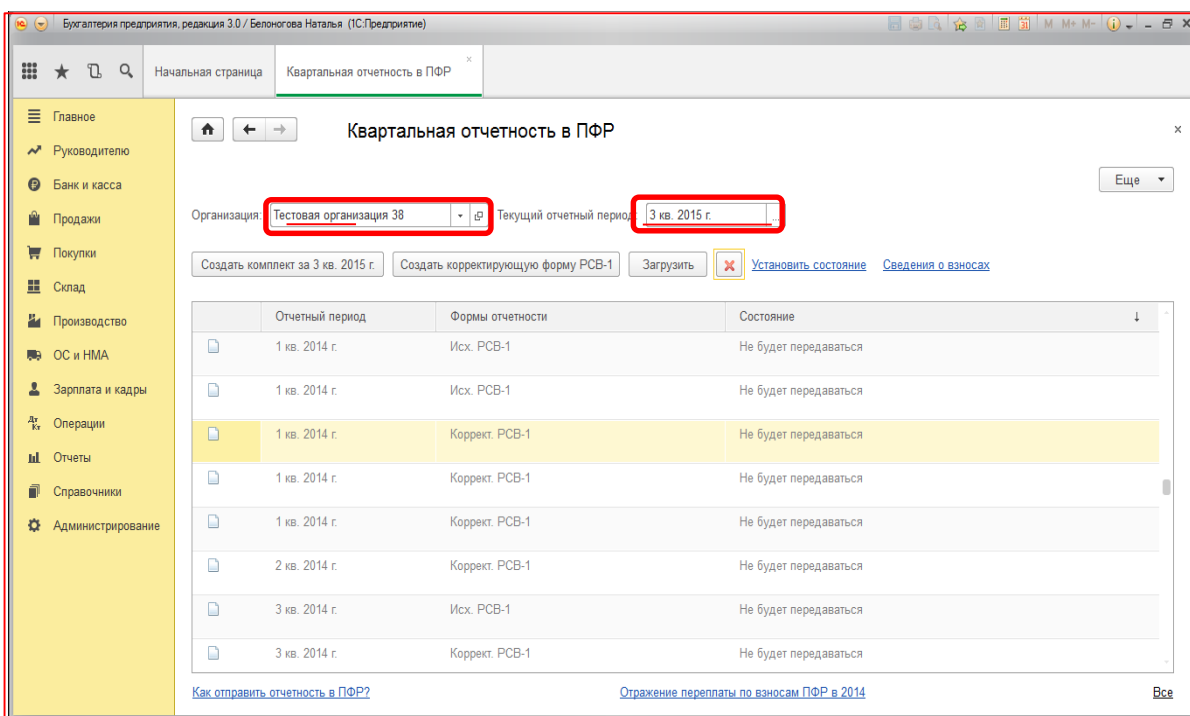 Бухгалтерия предприятия, редакция 3.0 / Белоногова Наталья (1С:Предприятие)
M M+ M-
Начальная страница
Квартальная отчетность в ПФР
Главное
Руководителю
Банк и касса
Продажи
Покупки
Склад
Производство
ОС и НМА
Зарплата и кадры
Операции
Отчеты
Справочники
Администрирование
Квартальная отчетность в ПФР
Еще
Организация: Тестовая организация 38 Текущий отчетный период: 3 кв. 2015 г. ...
Создать комплект за 3 кв. 2015 г. Создать корректирующую форму РСВ-1 Загрузить Установить состояние Сведения о взносах
Отчетный период Формы отчетности Состояние ↓
1 кв. 2014 г. Исх. РСВ-1 Не будет передаваться
1 кв. 2014 г. Исх. РСВ-1 Не будет передаваться
1 кв. 2014 г. Коррект. РСВ-1 Не будет передаваться
1 кв. 2014 г. Коррект. РСВ-1 Не будет передаваться
1 кв. 2014 г. Коррект. РСВ-1 Не будет передаваться
2 кв. 2014 г. Коррект. РСВ-1 Не будет передаваться
3 кв. 2014 г. Исх. РСВ-1 Не будет передаваться
3 кв. 2014 г. Коррект. РСВ-1 Не будет передаваться
Как отправить отчетность в ПФР? Отражение переплаты по взносам ПФР в 2014 Все